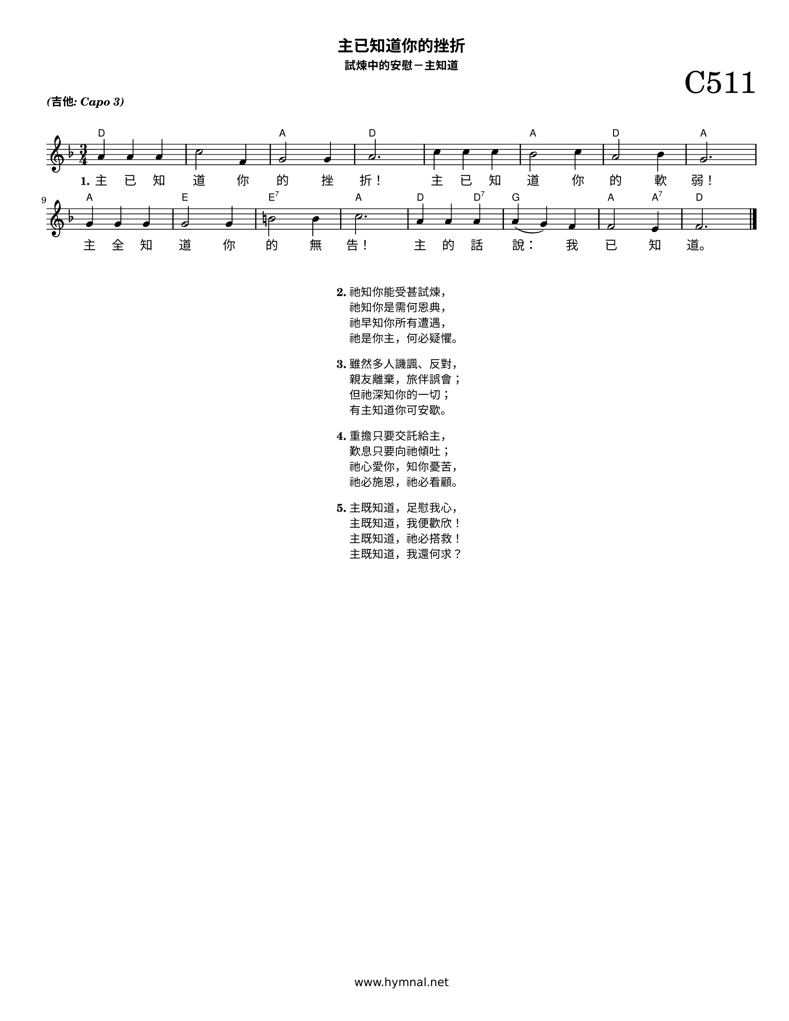 主已知道你的挫折
試煉中的安慰－主知道
C511
(吉他: Capo 3)
D A D A D A
1. 主 已 知 道 你 的 挫 折！ 主 已 知 道 你 的 軟 弱！
9 A E E7 A D D7 G A A7 D
主 全 知 道 你 的 無 告！ 主 的 話 說： 我 已 知 道。
2. 祂知你能受甚試煉，
祂知你是需何恩典，
祂早知你所有遭遇，
祂是你主，何必疑懼。
3. 雖然多人譏諷、反對，
親友離棄，旅伴誤會；
但祂深知你的一切；
有主知道你可安歇。
4. 重擔只要交託給主，
歎息只要向祂傾吐；
祂心愛你，知你憂苦，
祂必施恩，祂必看顧。
5. 主既知道，足慰我心，
主既知道，我便歡欣！
主既知道，祂必搭救！
主既知道，我還何求？
www.hymnal.net